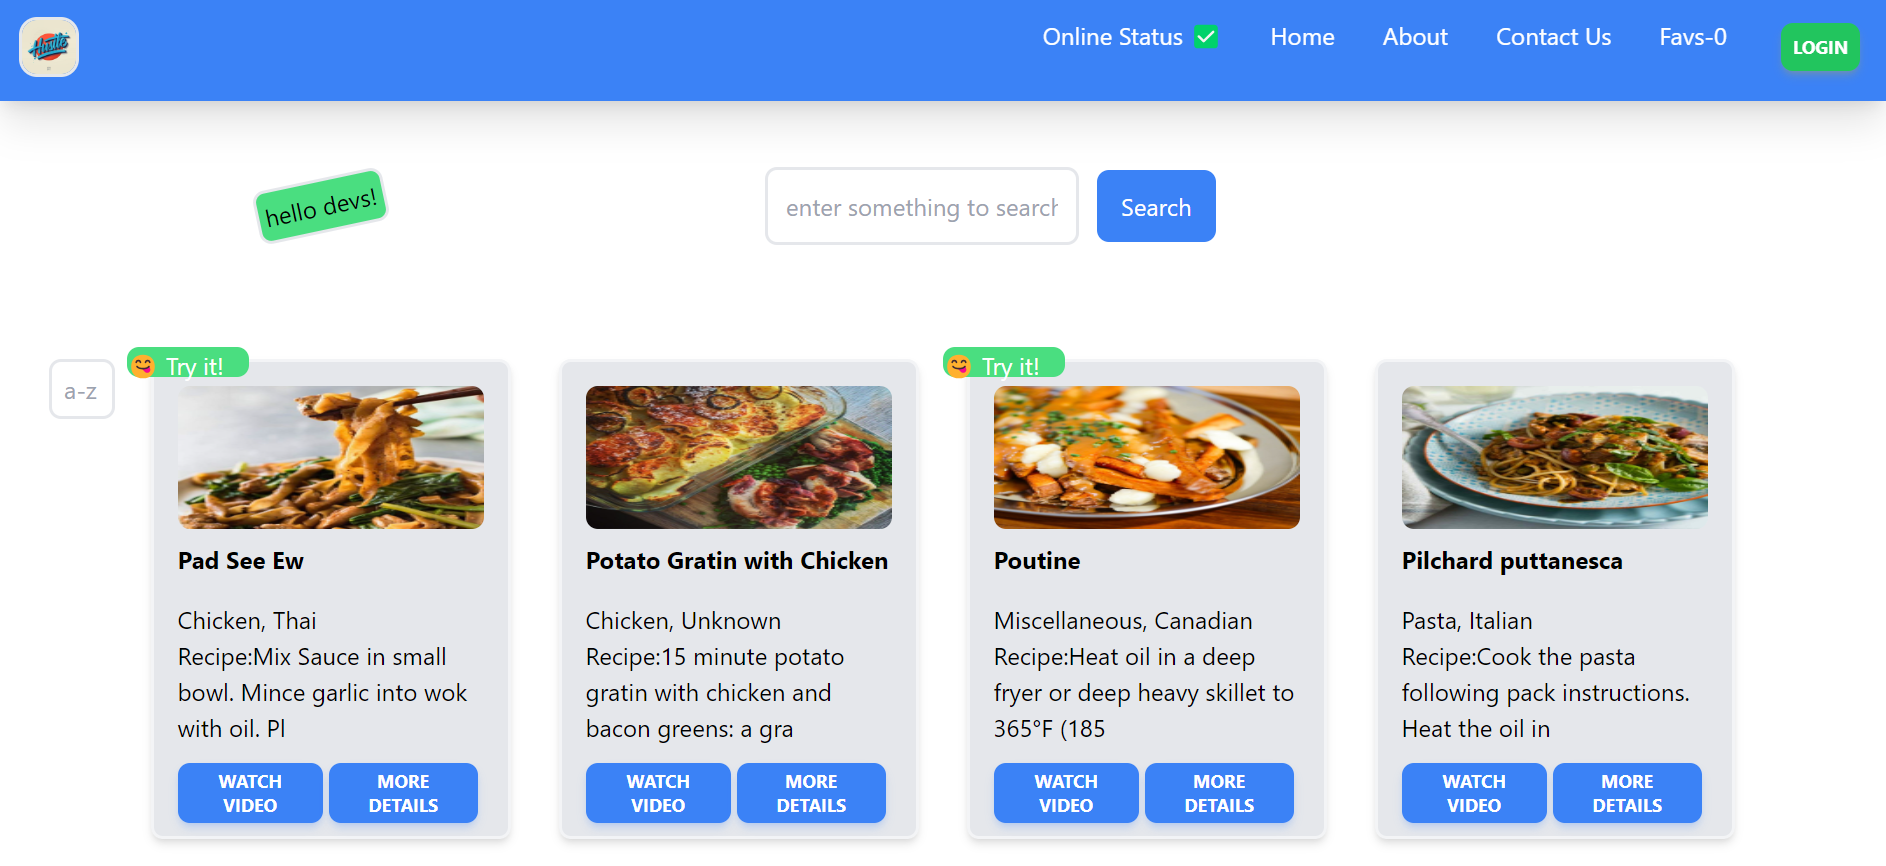 Hustle
Online Status ✅
Home
About
Contact Us
Favs-0
LOGIN
hello devs!
enter something to search
Search
a-z
😋 Try it!
Pad See Ew
Chicken, Thai
Recipe:Mix Sauce in small
bowl. Mince garlic into wok
with oil. Pl
WATCH
VIDEO
MORE
DETAILS
Potato Gratin with Chicken
Chicken, Unknown
Recipe:15 minute potato
gratin with chicken and
bacon greens: a gra
WATCH
VIDEO
MORE
DETAILS
😋 Try it!
Poutine
Miscellaneous, Canadian
Recipe:Heat oil in a deep
fryer or deep heavy skillet to
365°F (185
WATCH
VIDEO
MORE
DETAILS
Pilchard puttanesca
Pasta, Italian
Recipe:Cook the pasta
following pack instructions.
Heat the oil in
WATCH
VIDEO
MORE
DETAILS